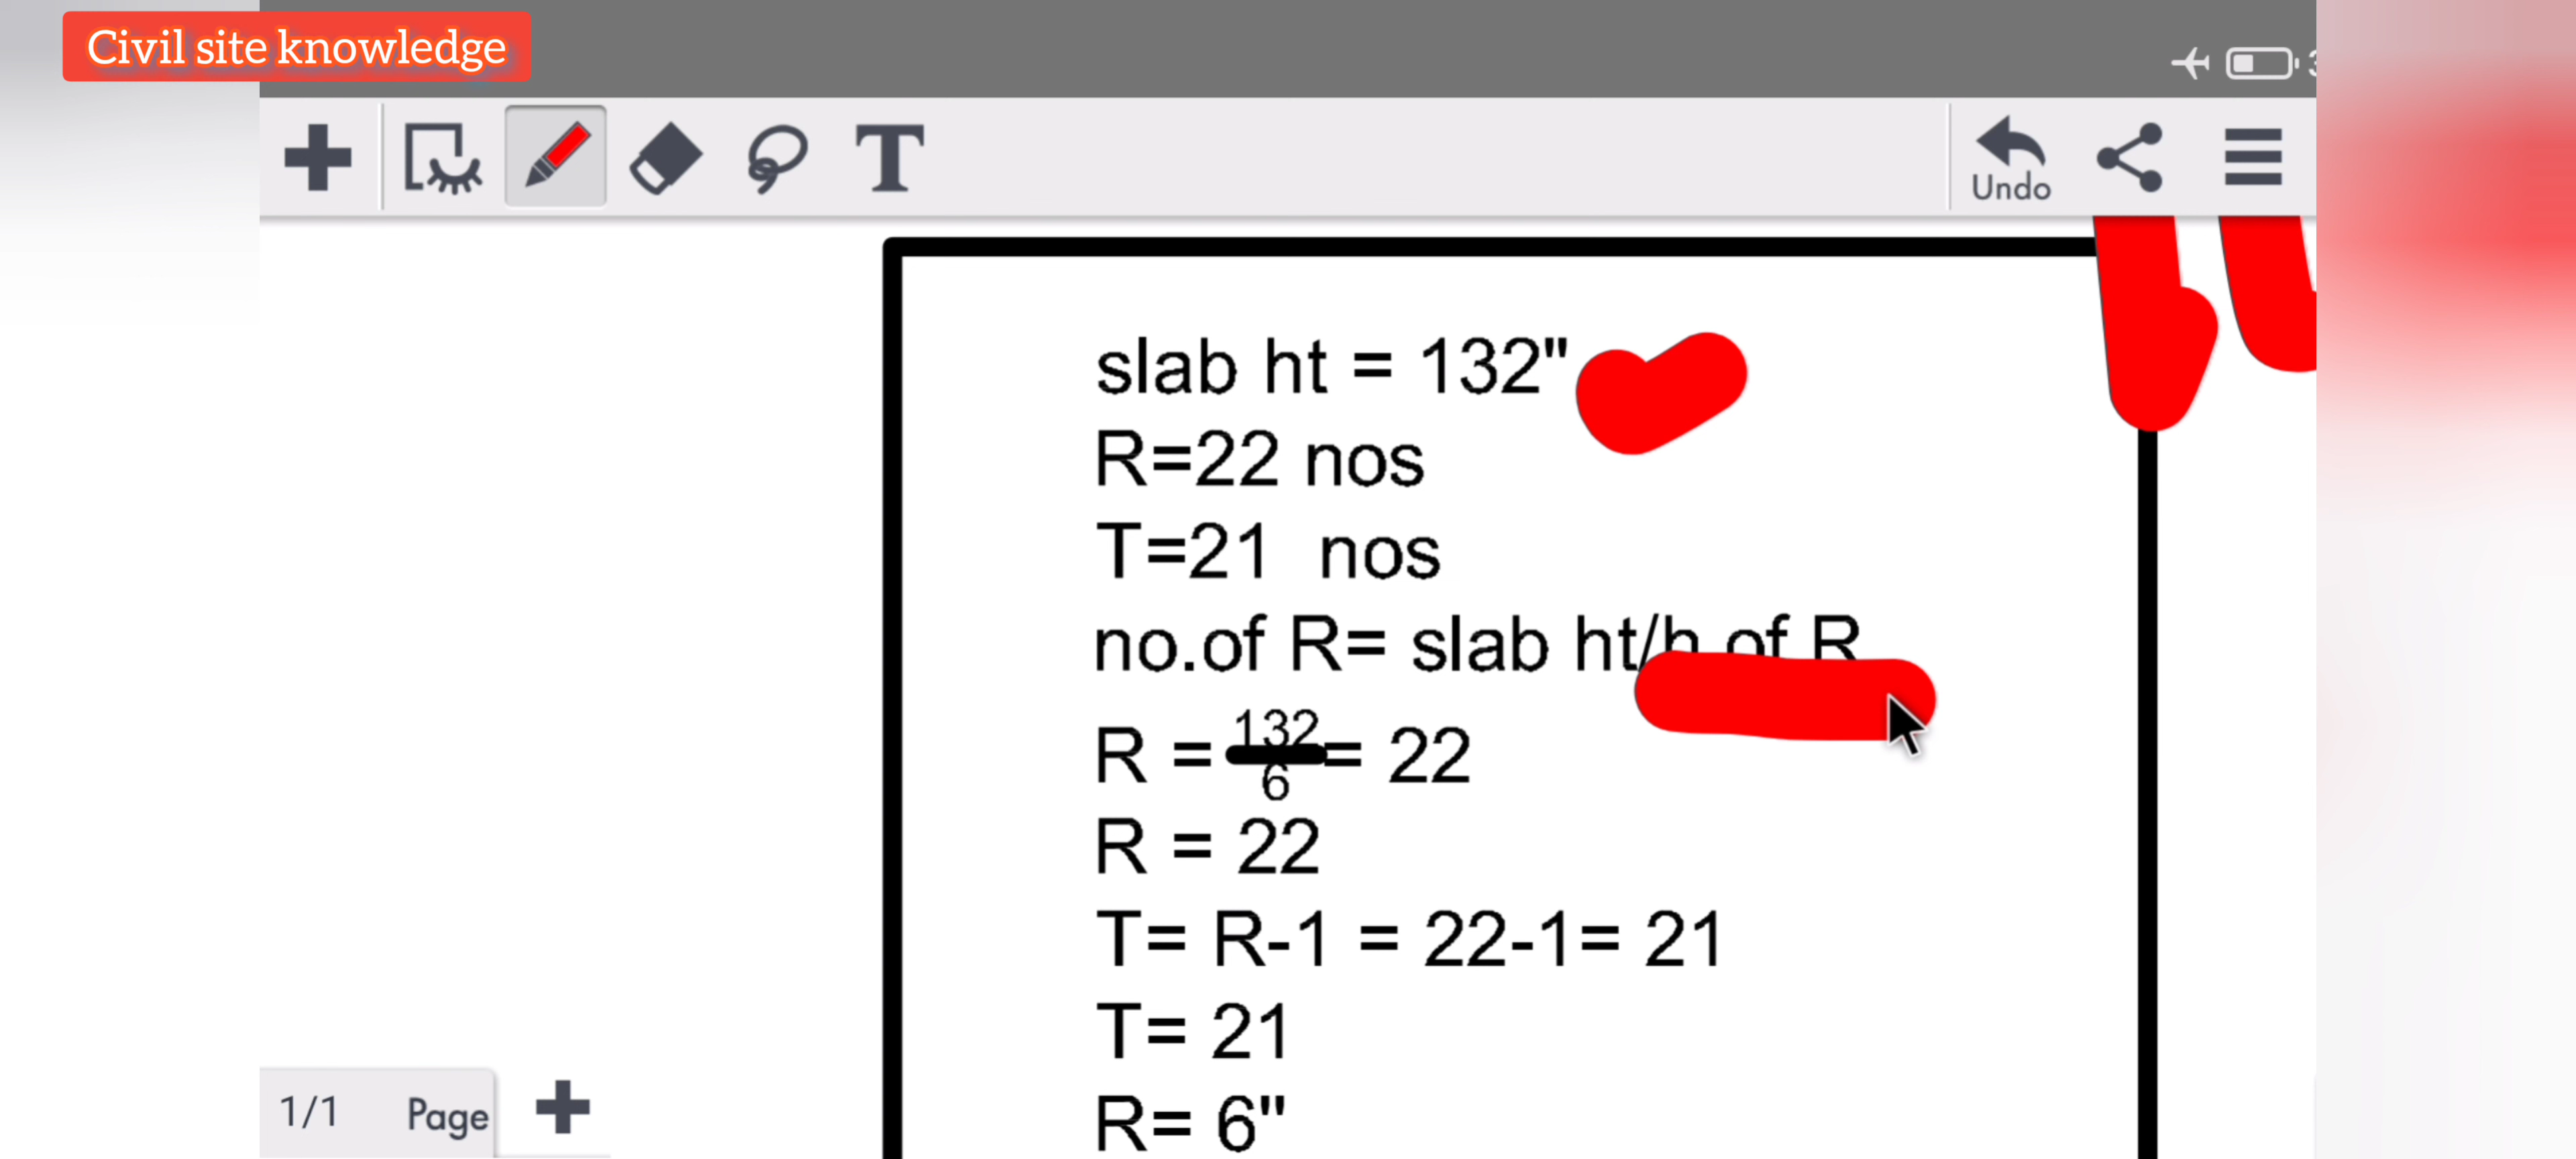 Civil site knowledge
T
Undo
slab ht = 132"
R=22 nos
T=21 nos
no.of R= slab ht/h of R
R = 132/6 = 22
R = 22
T= R-1 = 22-1= 21
T= 21
R= 6"
1/1 Page